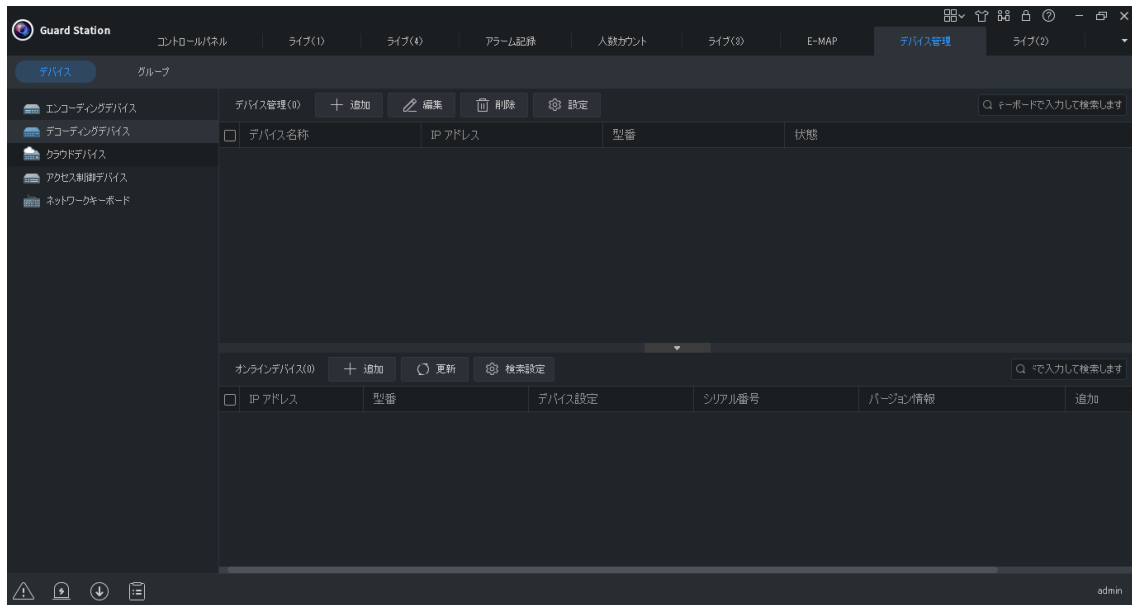 Guard Station
コントロールパネル ライブ(1) ライブ(4) アラーム記録 人数カウント ライブ(3) E-MAP デバイス管理 ライブ(2)
デバイス グループ
エンコーディングデバイス
デコーディングデバイス
クラウドデバイス
アクセス制御デバイス
ネットワークキーボード
デバイス管理(0) 追加 編集 削除 設定 キーボードで入力して検索します
デバイス名称 IP アドレス 型番 状態
オンラインデバイス(0) 追加 更新 検索設定 で入力して検索します
IP アドレス 型番 デバイス設定 シリアル番号 バージョン情報 追加
admin